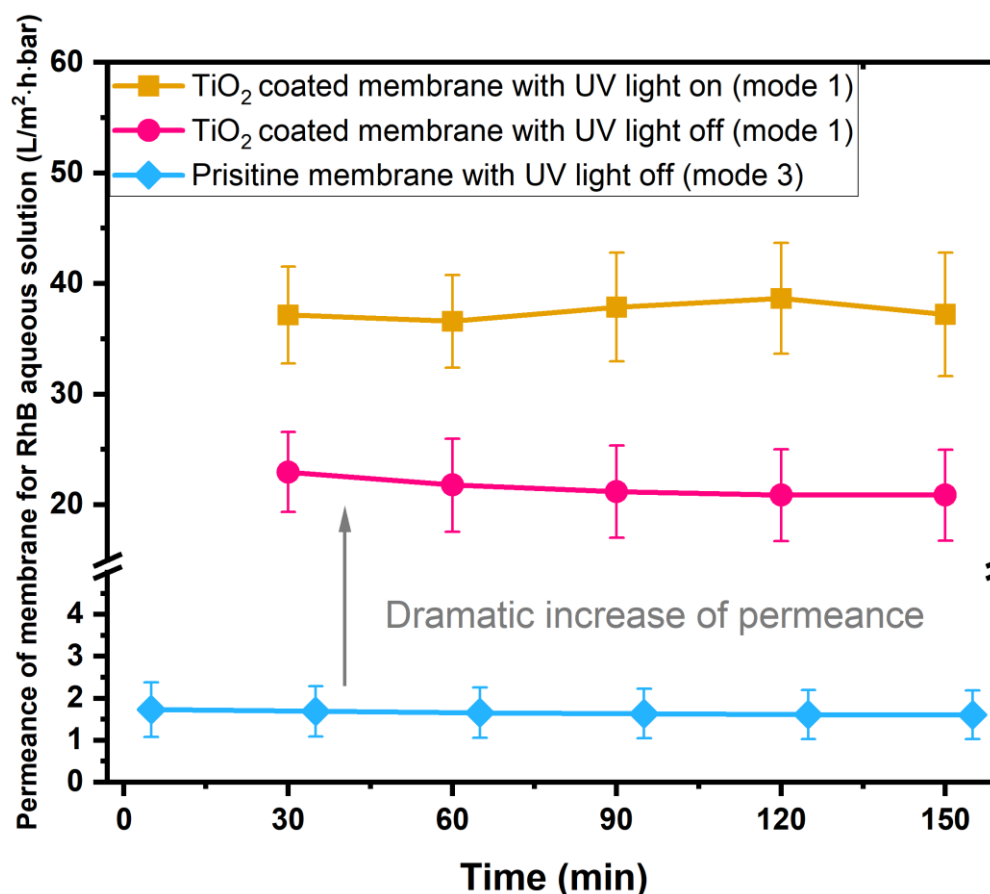 Permeance of membrane for RhB aqueous solution (L/m²·h·bar)
60
50
40
30
20
4
3
2
1
0
TiO₂ coated membrane with UV light on (mode 1)
TiO₂ coated membrane with UV light off (mode 1)
Prisitine membrane with UV light off (mode 3)
Dramatic increase of permeance
0 30 60 90 120 150
Time (min)